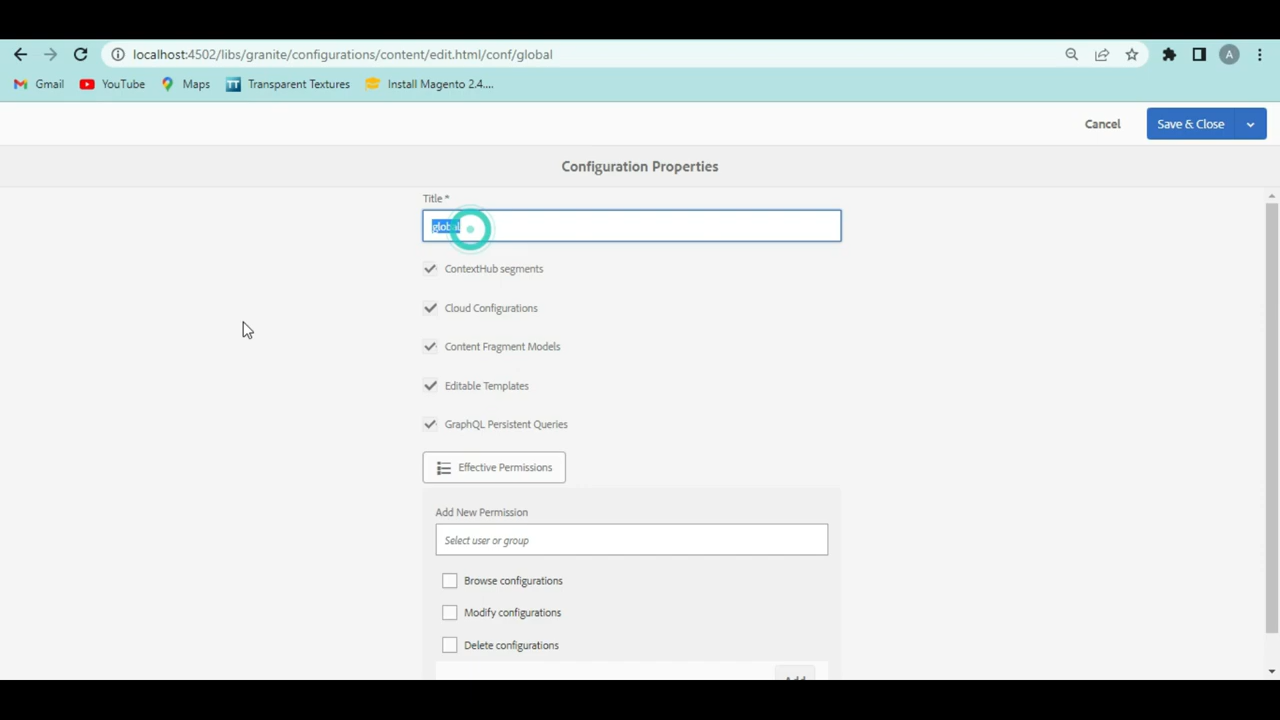 localhost:4502/libs/granite/configurations/content/edit.html/conf/global
A
Gmail YouTube Maps Transparent Textures Install Magento 2.4....
Cancel Save & Close
Configuration Properties
Title *
global
ContextHub segments
Cloud Configurations
Content Fragment Models
Editable Templates
GraphQL Persistent Queries
Effective Permissions
Add New Permission
Select user or group
Browse configurations
Modify configurations
Delete configurations
Add